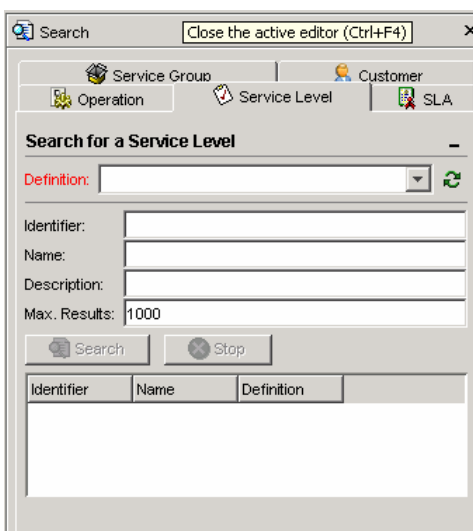 Search Close the active editor (Ctrl+F4)
Service Group Customer
Operation Service Level SLA
Search for a Service Level
Definition:
Identifier:
Name:
Description:
Max. Results: 1000
Search Stop
Identifier Name Definition